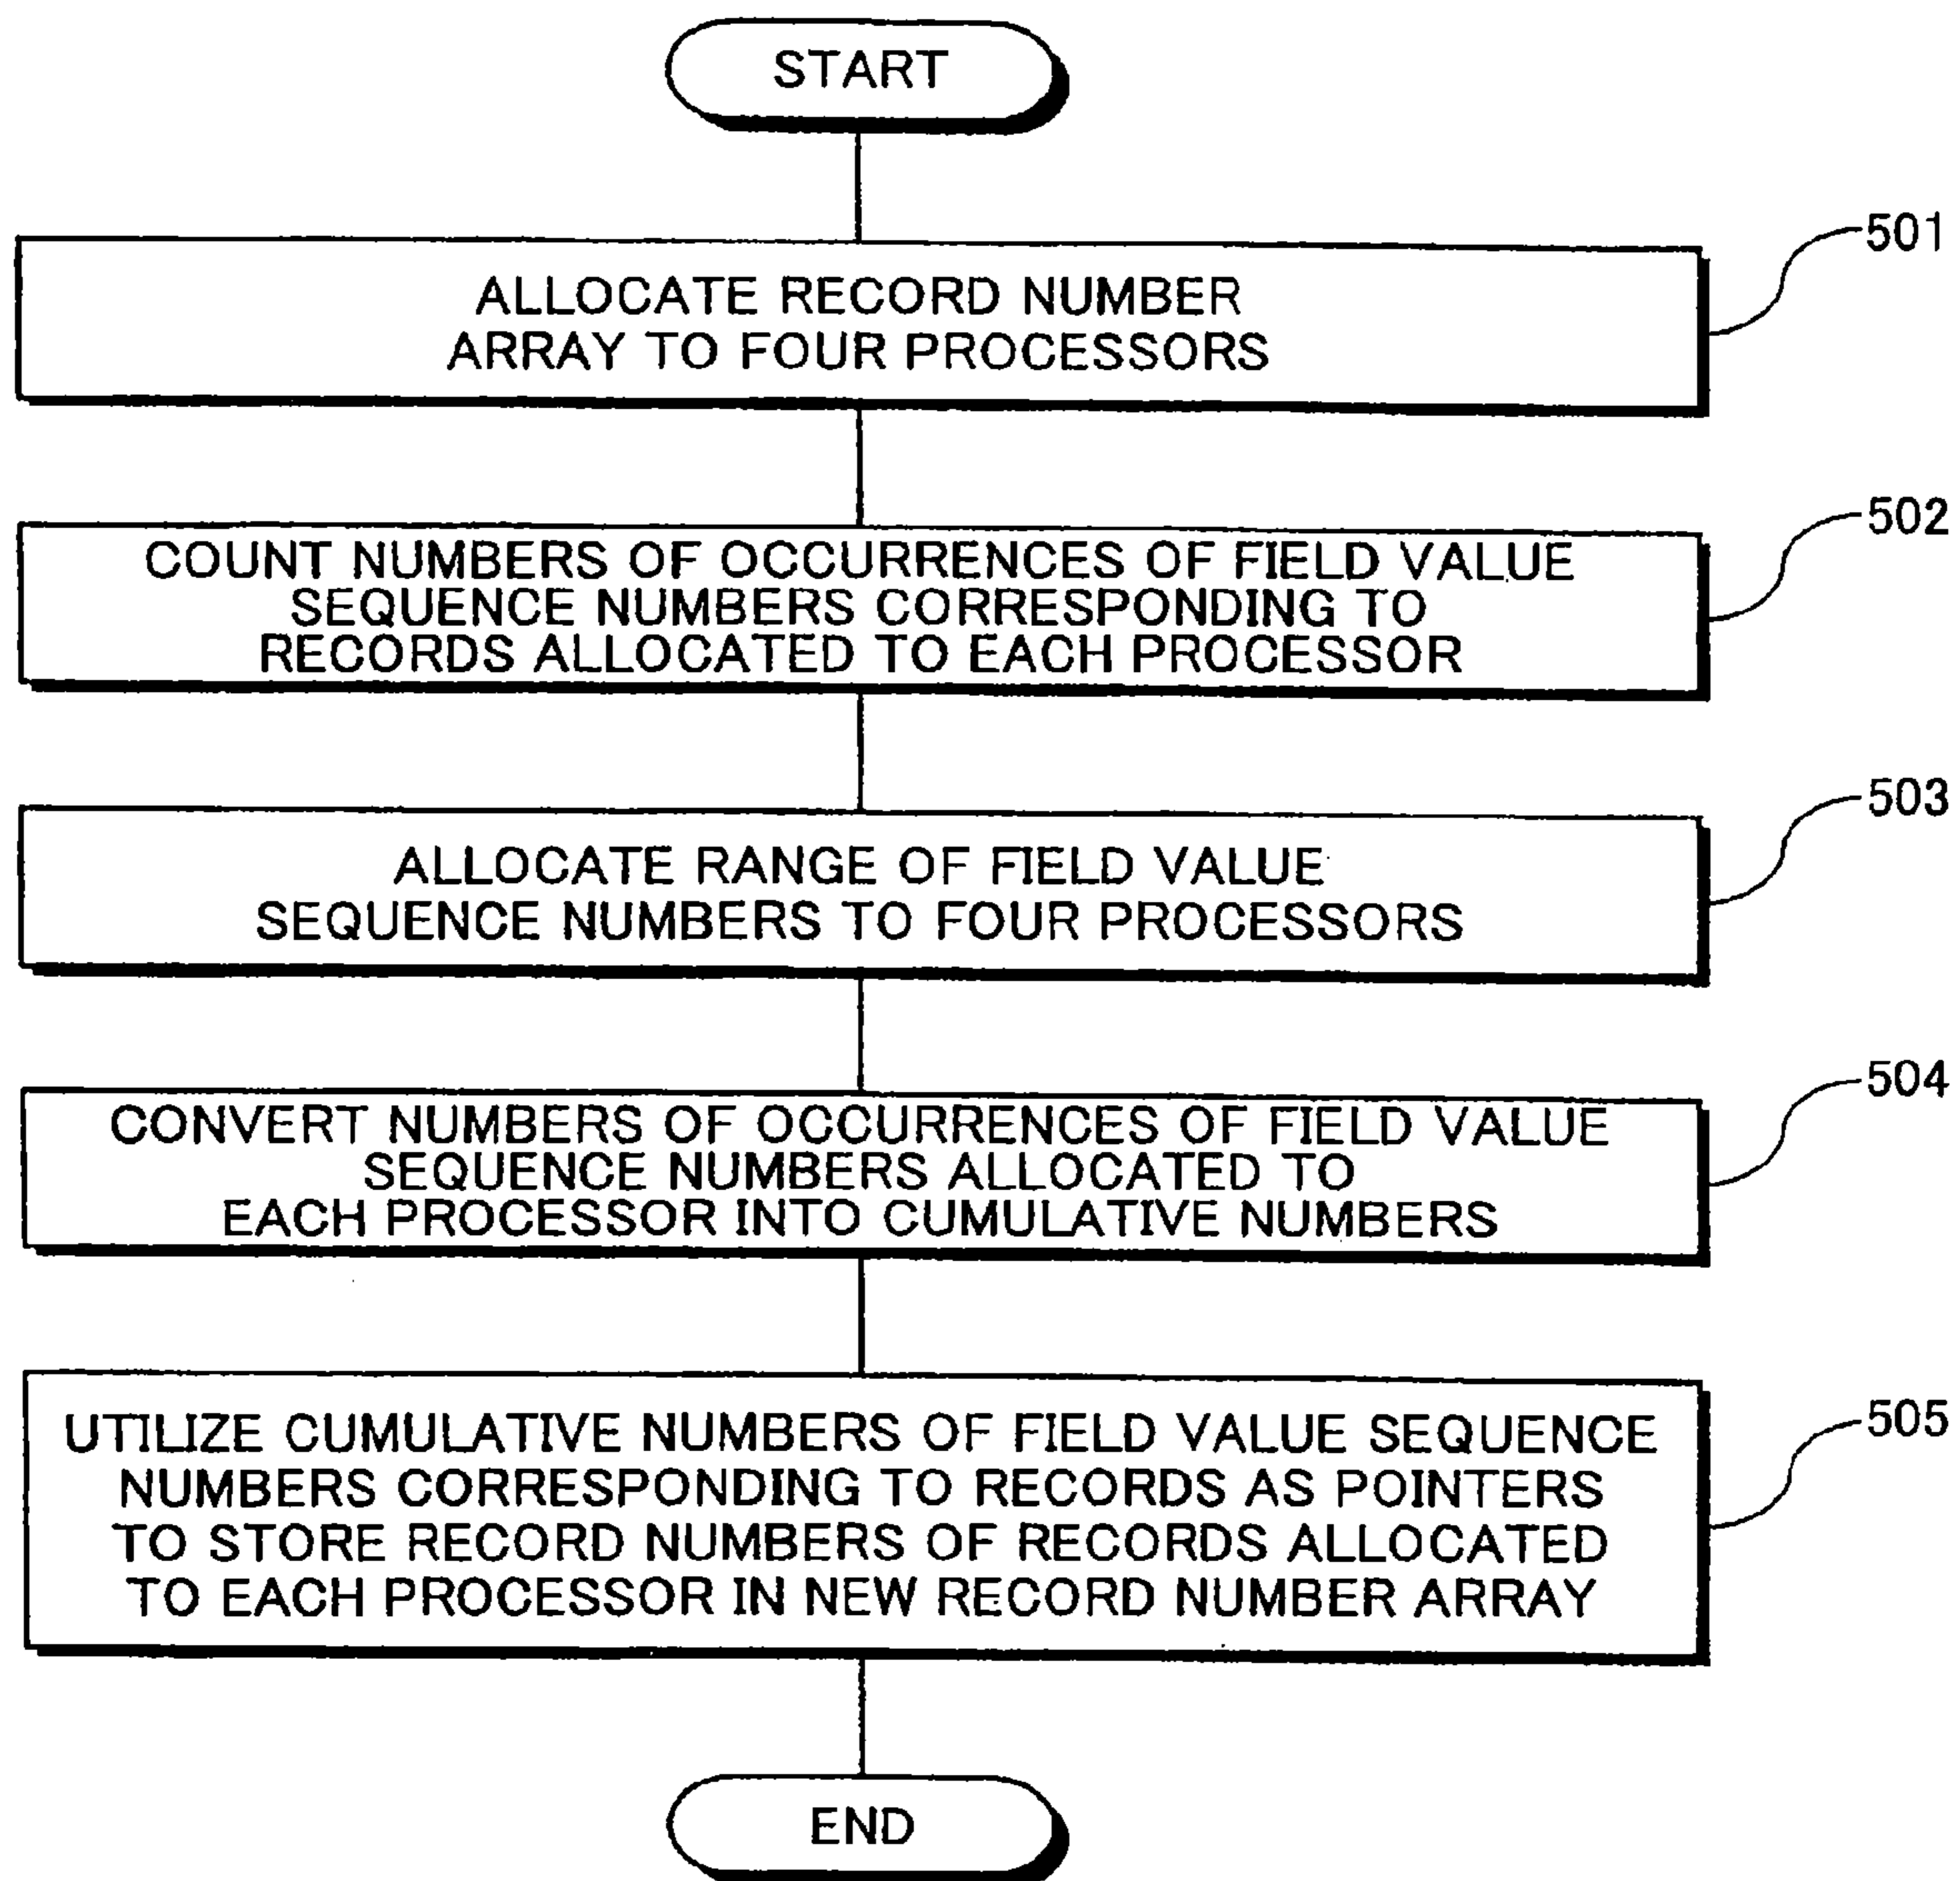 START
501
ALLOCATE RECORD NUMBER
ARRAY TO FOUR PROCESSORS
502
COUNT NUMBERS OF OCCURRENCES OF FIELD VALUE
SEQUENCE NUMBERS CORRESPONDING TO
RECORDS ALLOCATED TO EACH PROCESSOR
503
ALLOCATE RANGE OF FIELD VALUE
SEQUENCE NUMBERS TO FOUR PROCESSORS
504
CONVERT NUMBERS OF OCCURRENCES OF FIELD VALUE
SEQUENCE NUMBERS ALLOCATED TO
EACH PROCESSOR INTO CUMULATIVE NUMBERS
505
UTILIZE CUMULATIVE NUMBERS OF FIELD VALUE SEQUENCE
NUMBERS CORRESPONDING TO RECORDS AS POINTERS
TO STORE RECORD NUMBERS OF RECORDS ALLOCATED
TO EACH PROCESSOR IN NEW RECORD NUMBER ARRAY
END